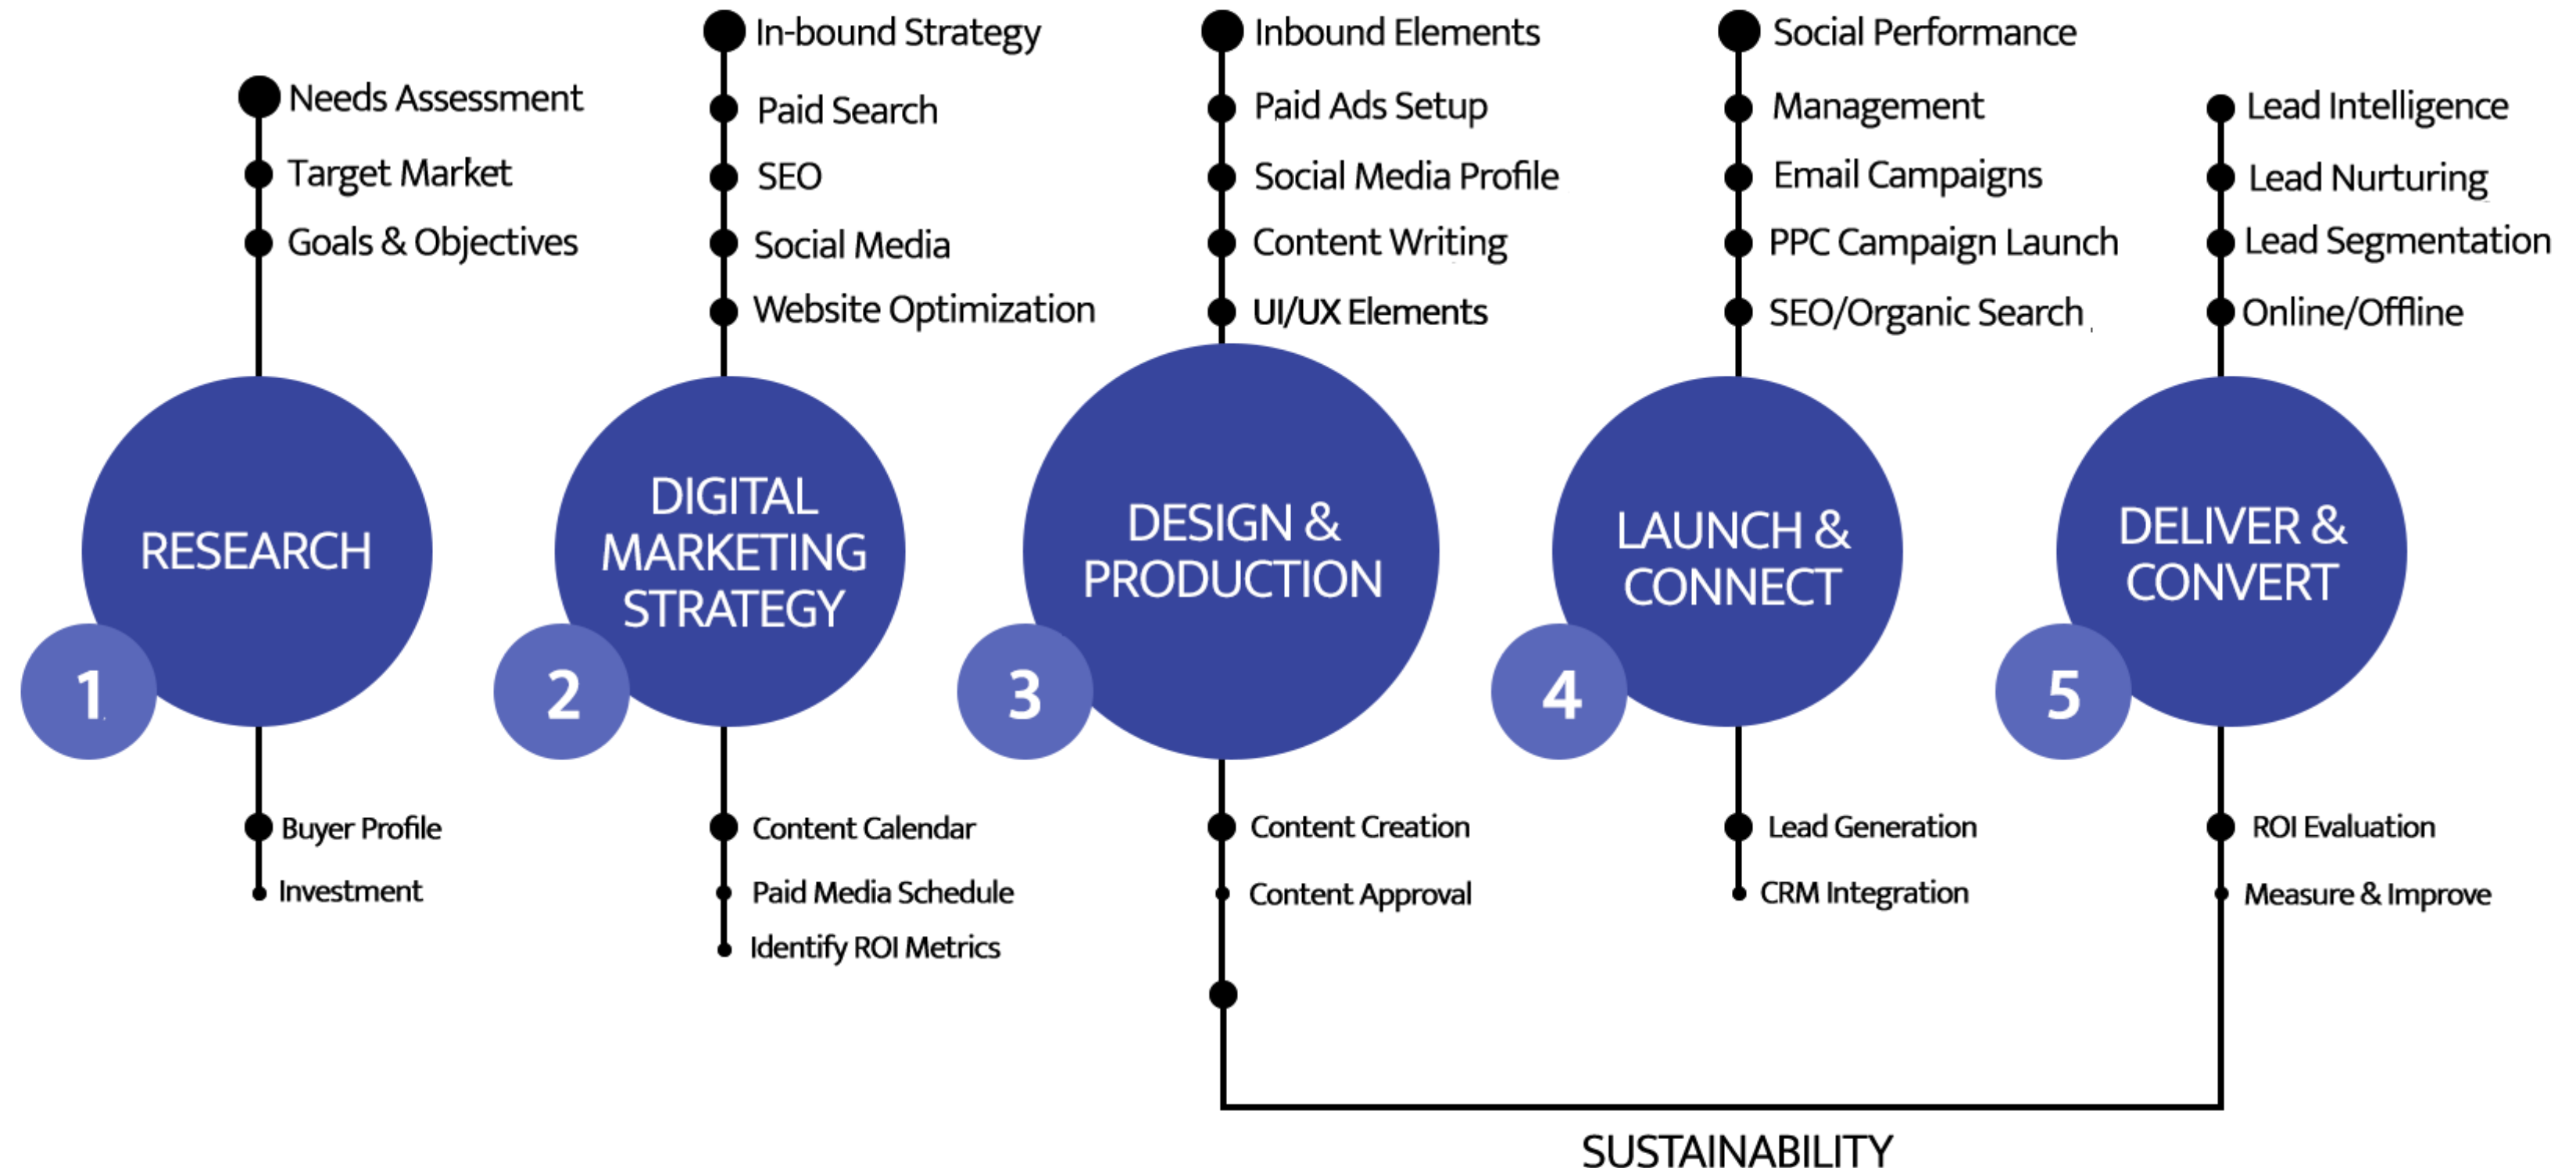 Needs Assessment
Target Market
Goals & Objectives
RESEARCH
1
Buyer Profile
Investment
In-bound Strategy
Paid Search
SEO
Social Media
Website Optimization
DIGITAL
MARKETING
STRATEGY
2
Content Calendar
Paid Media Schedule
Identify ROI Metrics
Inbound Elements
Paid Ads Setup
Social Media Profile
Content Writing
UI/UX Elements
DESIGN &
PRODUCTION
3
Content Creation
Content Approval
Social Performance
Management
Email Campaigns
PPC Campaign Launch
SEO/Organic Search
LAUNCH &
CONNECT
4
Lead Generation
CRM Integration
Lead Intelligence
Lead Nurturing
Lead Segmentation
Online/Offline
DELIVER &
CONVERT
5
ROI Evaluation
Measure & Improve
SUSTAINABILITY